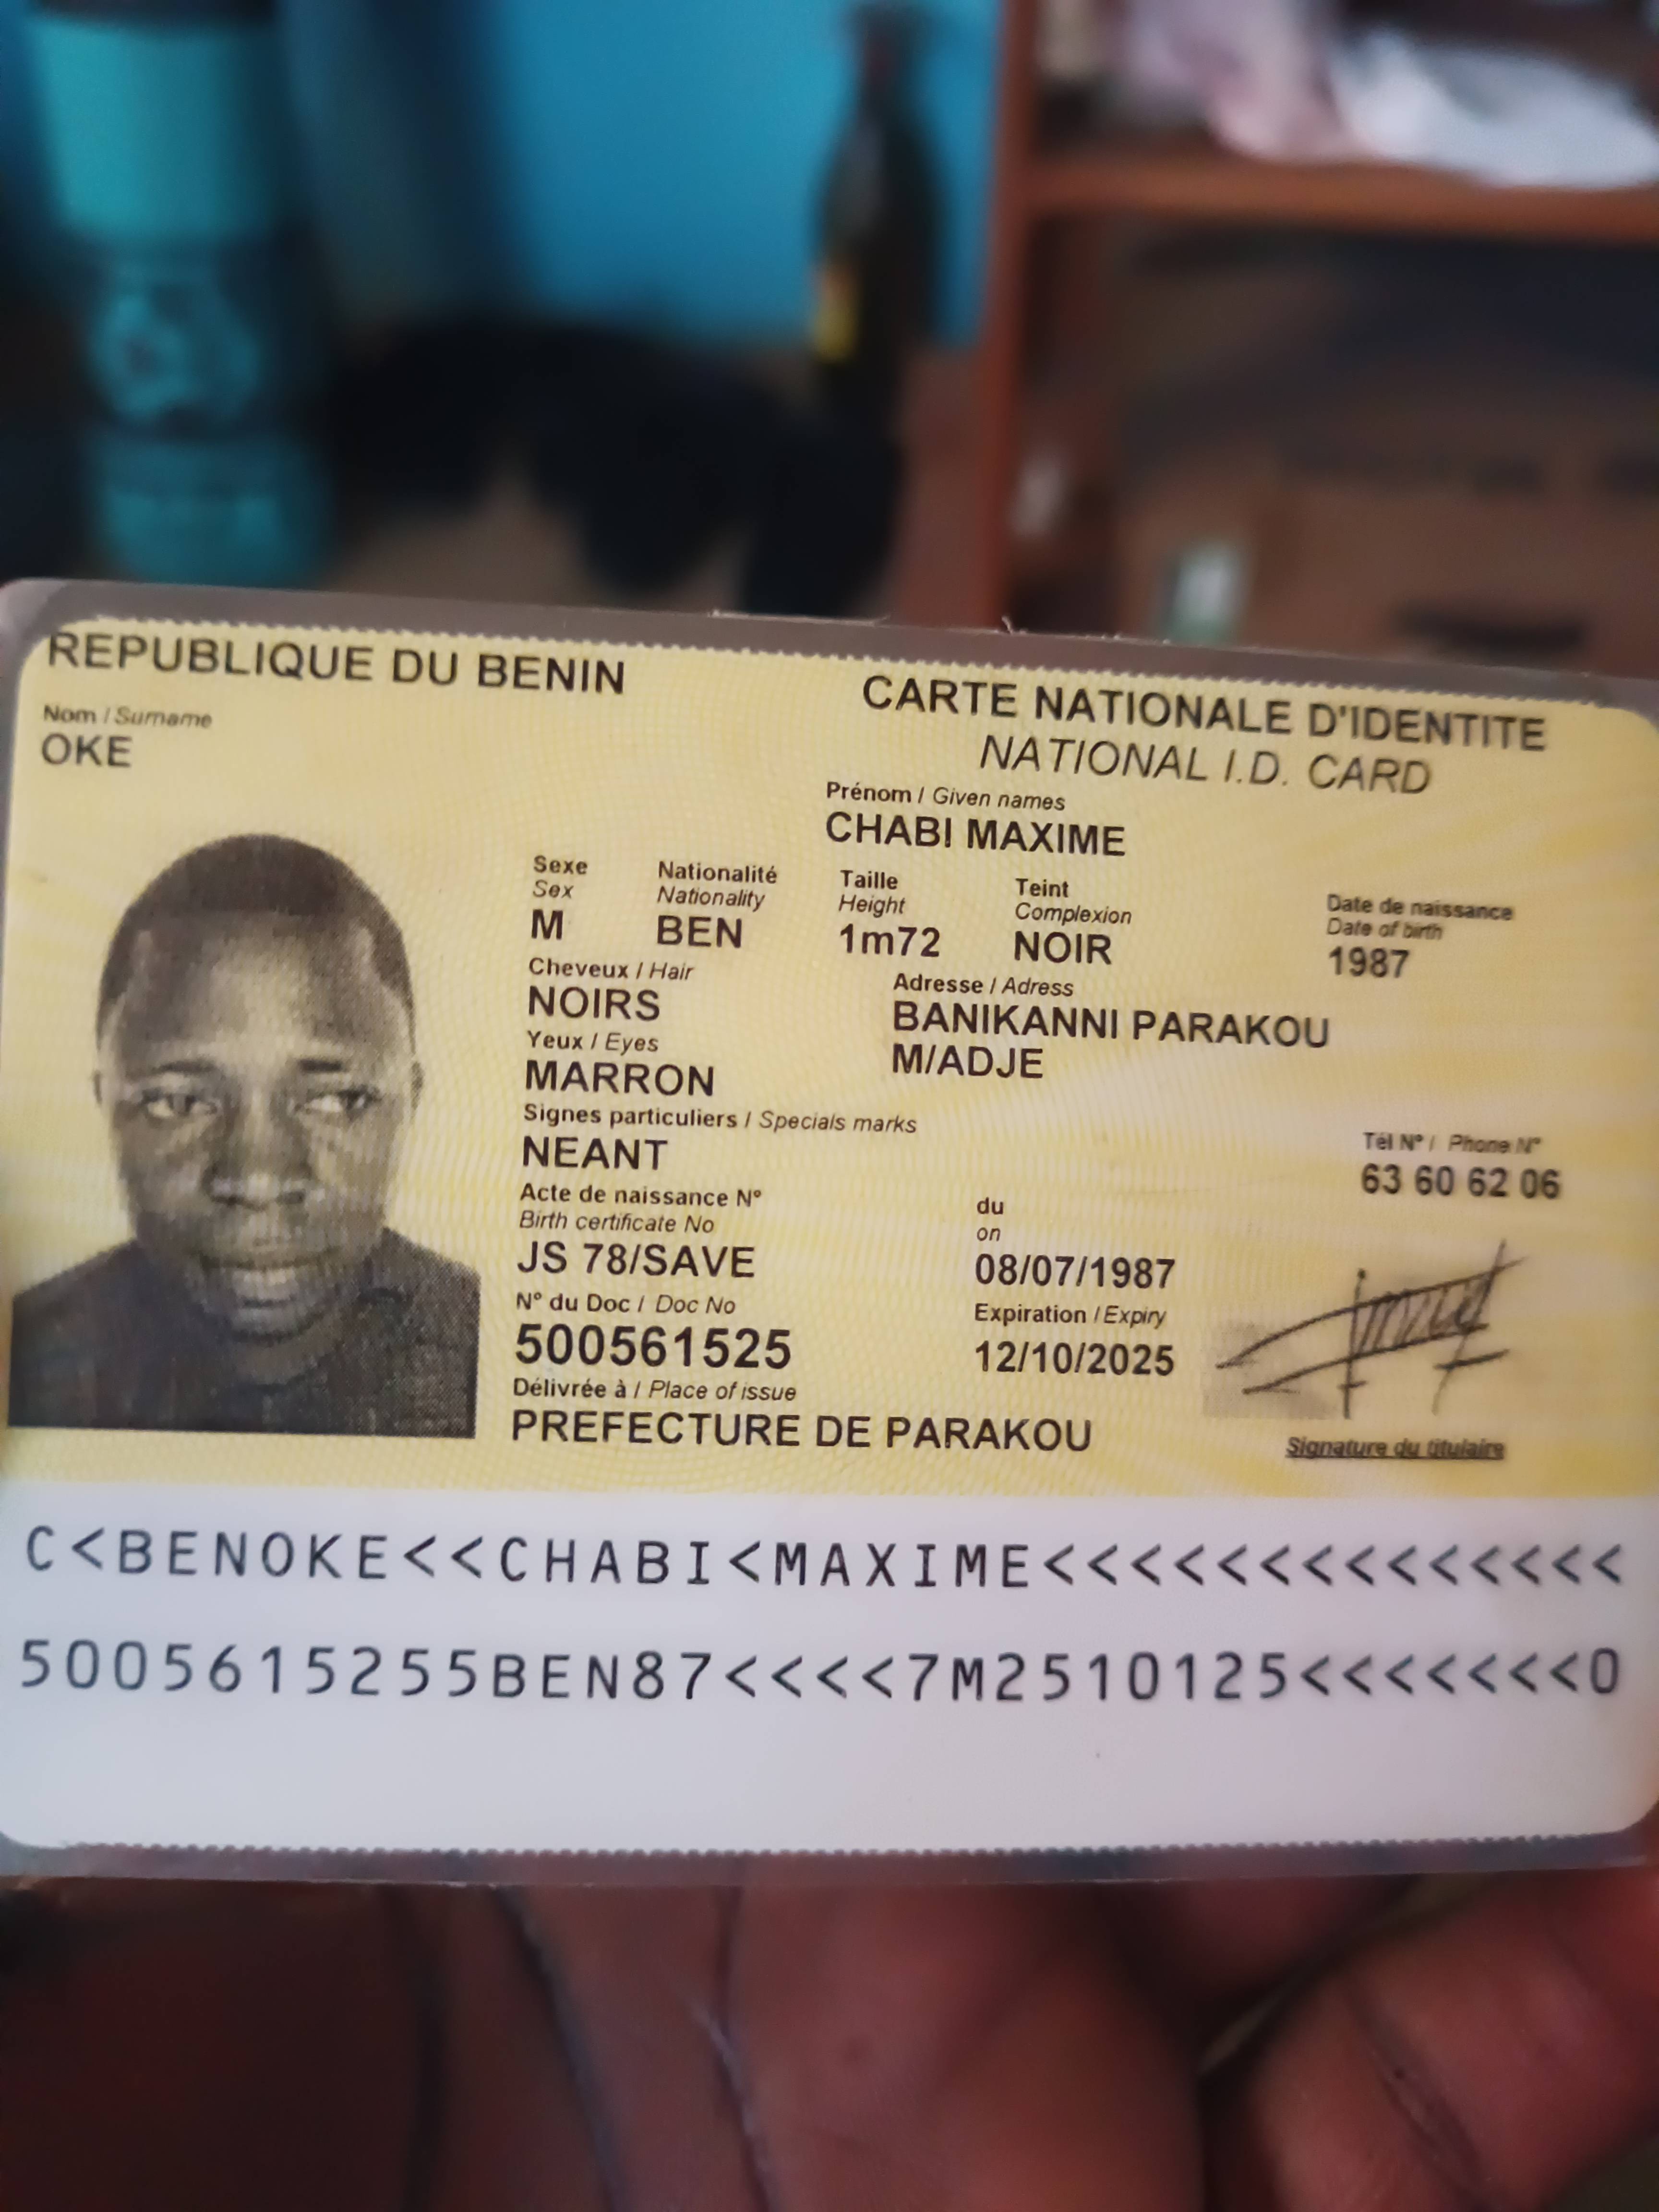 REPUBLIQUE DU BENIN
CARTE NATIONALE D'IDENTITE
NATIONAL I.D. CARD
Nom / Surname
OKE
Prénom / Given names
CHABI MAXIME
Sexe
Sex
M
Nationalité
Nationality
BEN
Taille
Height
1m72
Teint
Complexion
NOIR
Date de naissance
Date of birth
1987
Cheveux / Hair
NOIRS
Adresse / Adress
BANIKANNI PARAKOU
M/ADJE
Yeux / Eyes
MARRON
Signes particuliers / Specials marks
NEANT
Tél N° / Phone N°
63 60 62 06
Acte de naissance N°
Birth certificate No
JS 78/SAVE
du
on
08/07/1987
N° du Doc / Doc No
500561525
Expiration / Expiry
12/10/2025
Délivrée à / Place of issue
PREFECTURE DE PARAKOU
Signature du titulaire
C<BENOKE<<CHABI<MAXIME<<<<<<<<<<<<<<
5005615255BEN87<<<<7M2510125<<<<<<<0